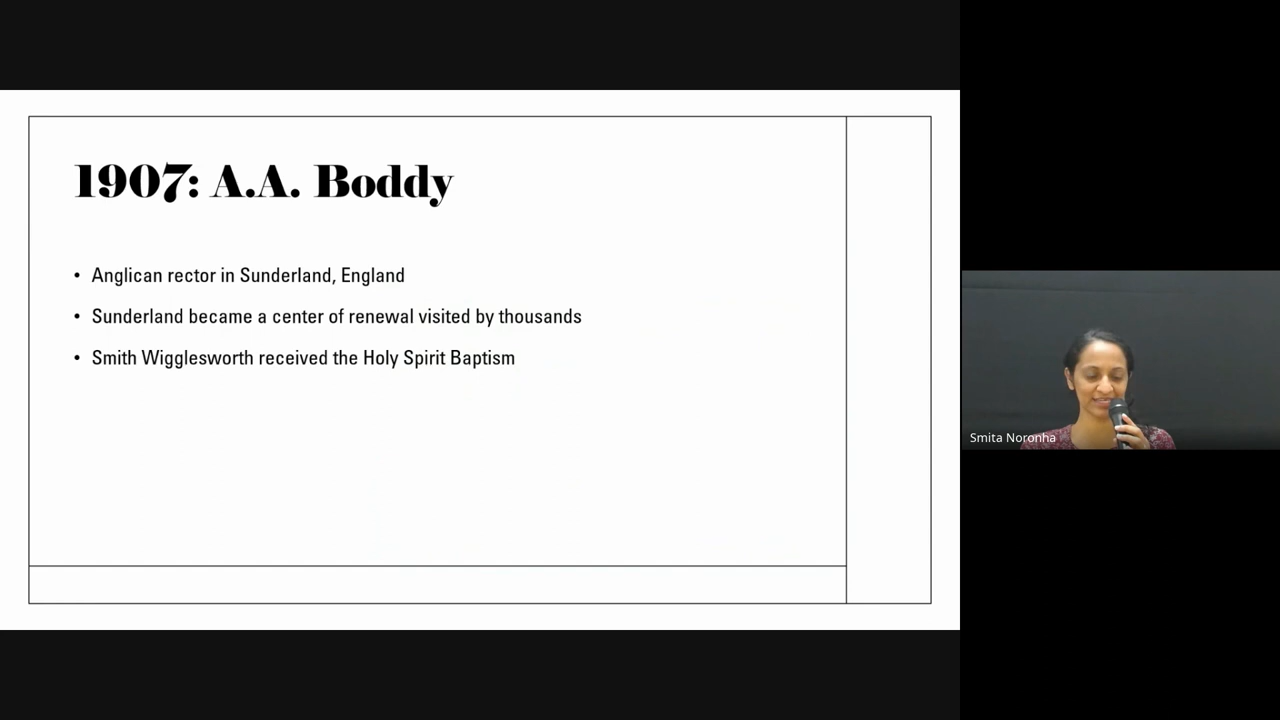 1907: A.A. Boddy
• Anglican rector in Sunderland, England
• Sunderland became a center of renewal visited by thousands
• Smith Wigglesworth received the Holy Spirit Baptism
Smita Noronha